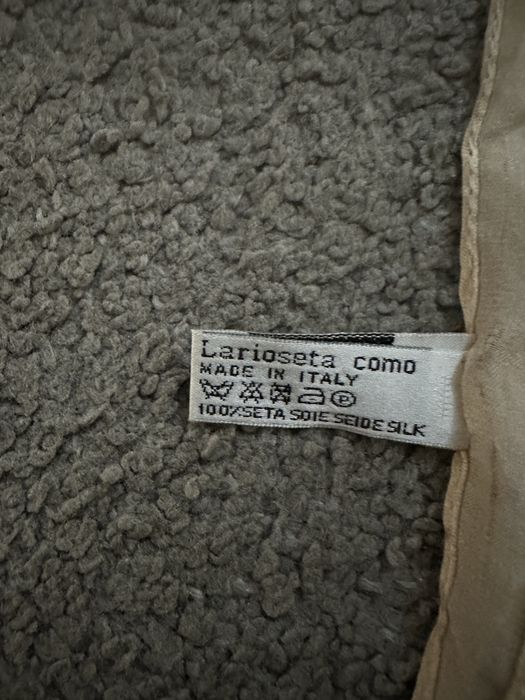 Larioseta como
MADE IN ITALY
P
100%SETA SOIE SEIDE SILK